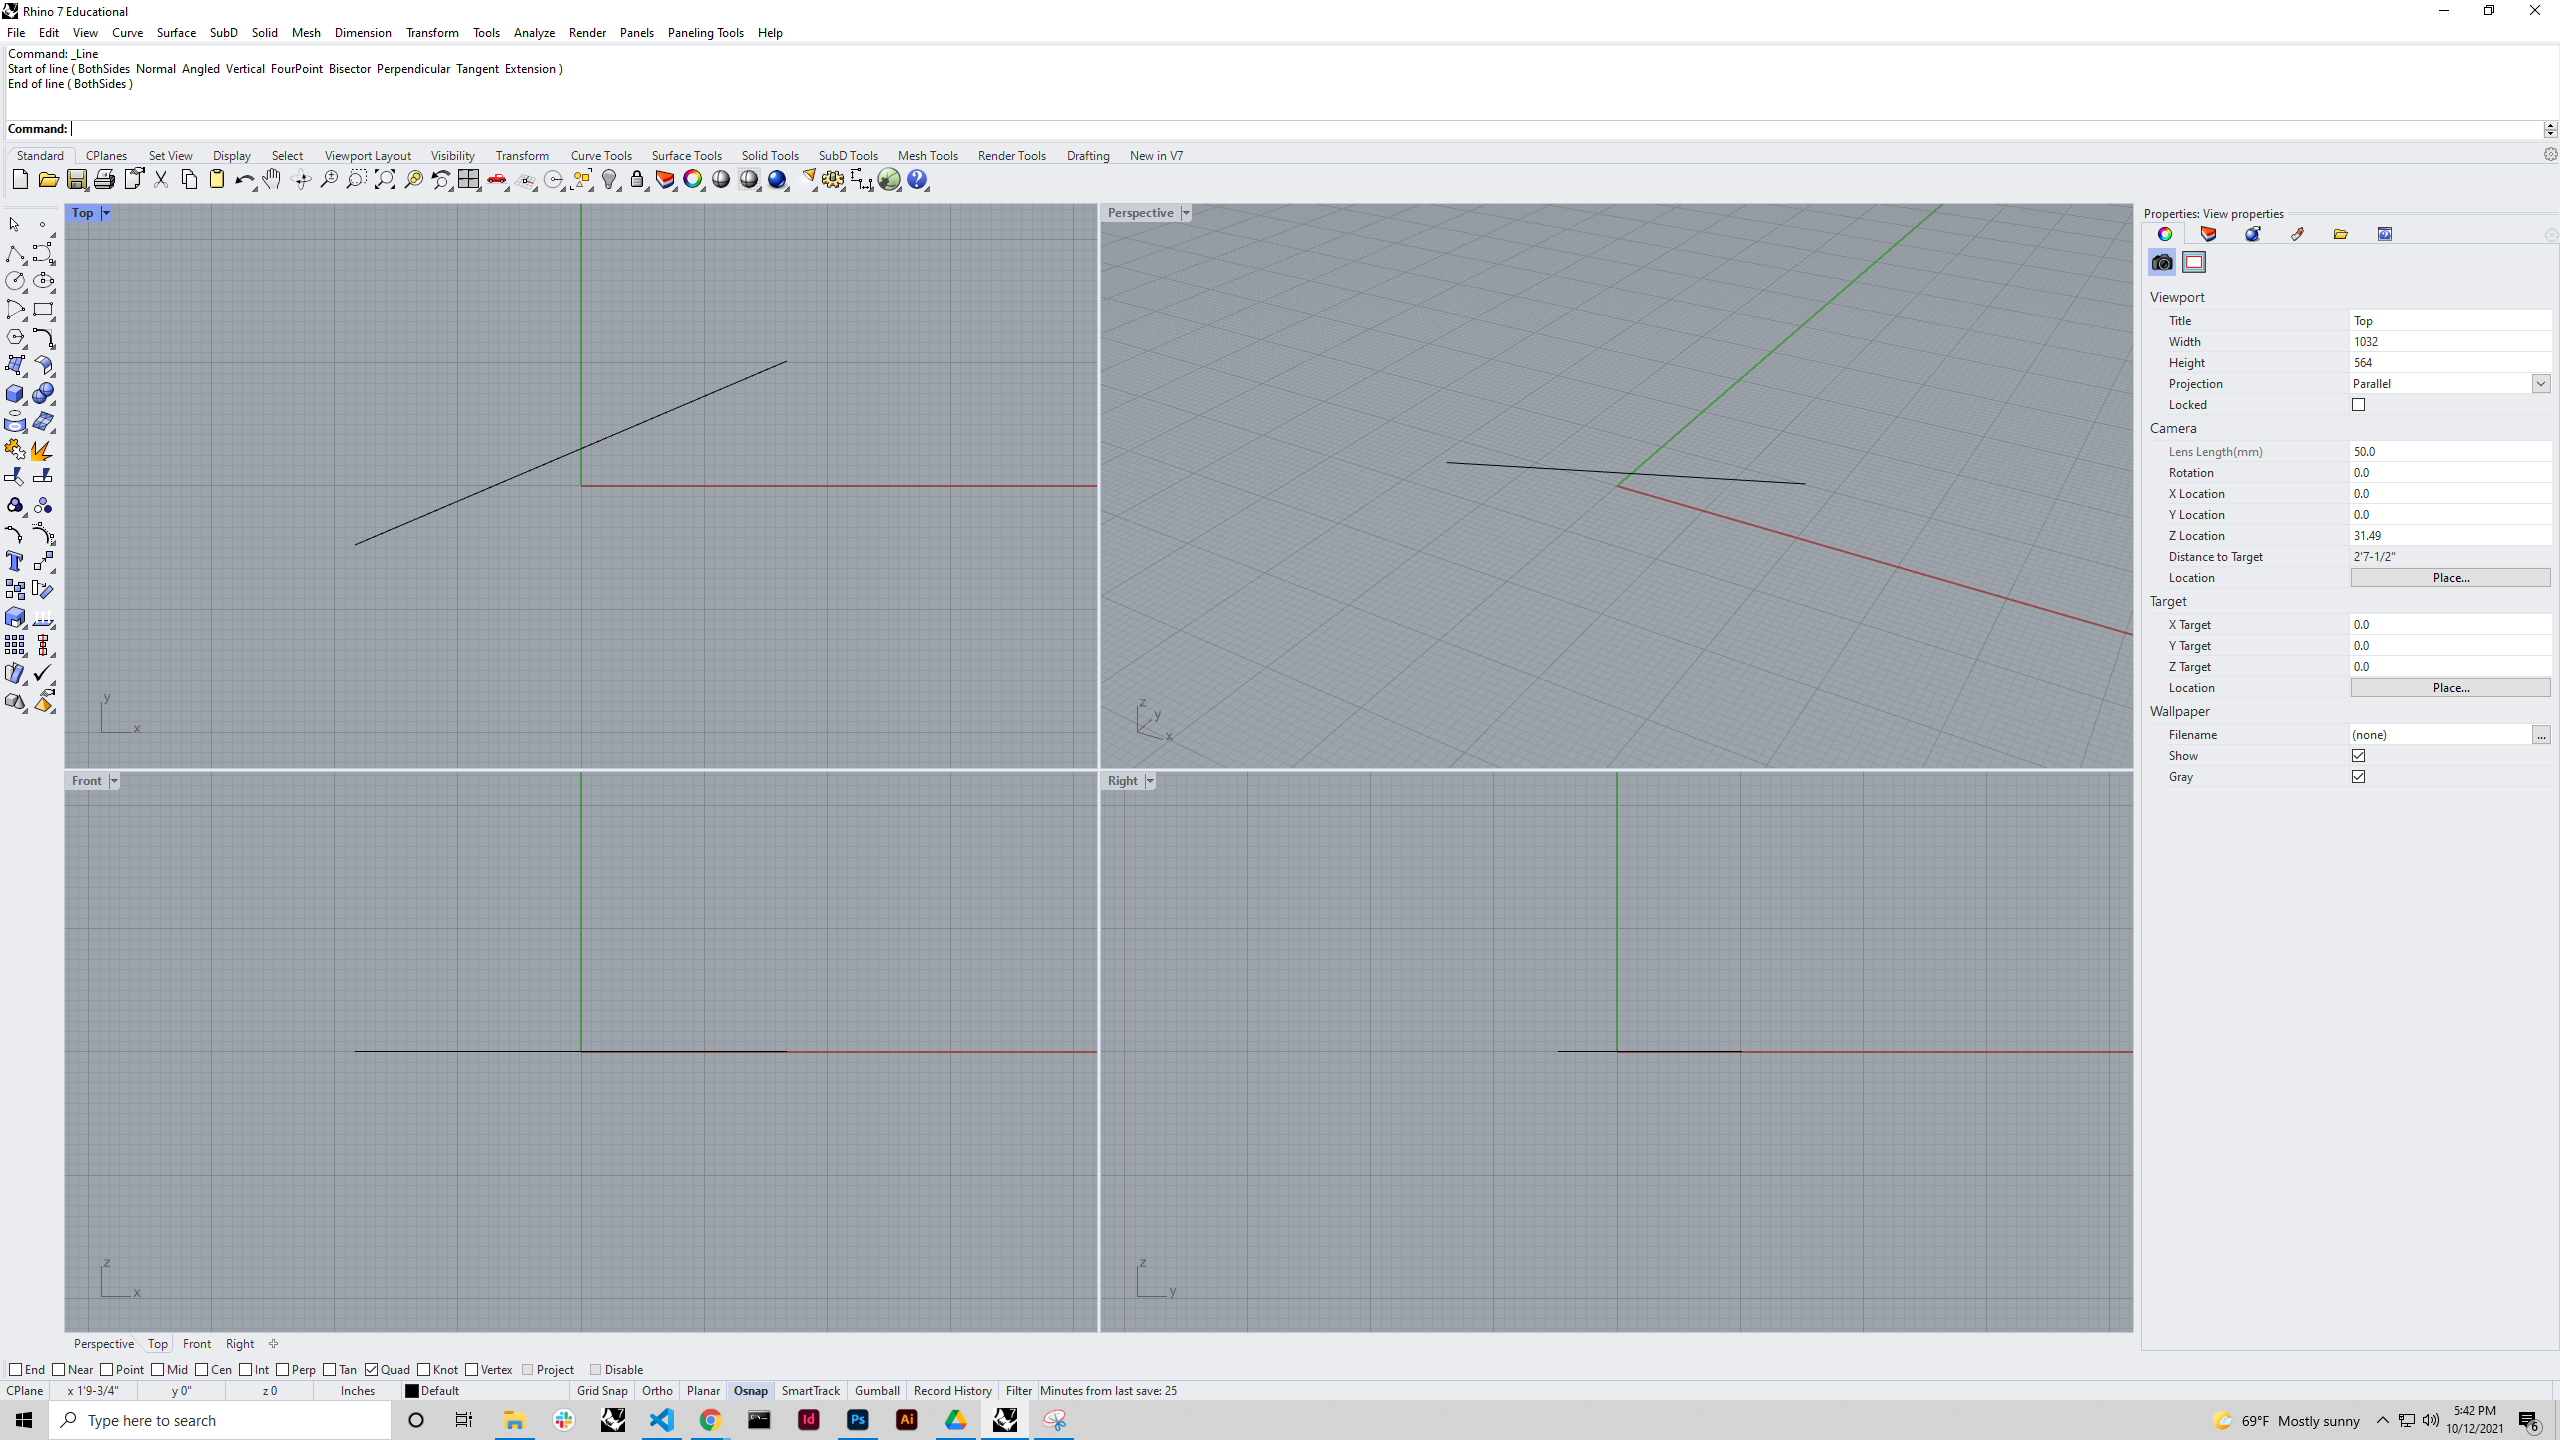 Rhino 7 Educational
File Edit View Curve Surface SubD Solid Mesh Dimension Transform Tools Analyze Render Panels Paneling Tools Help
Command: _Line
Start of line ( BothSides Normal Angled Vertical FourPoint Bisector Perpendicular Tangent Extension )
End of line ( BothSides )
Command:
Standard CPlanes Set View Display Select Viewport Layout Visibility Transform Curve Tools Surface Tools Solid Tools SubD Tools Mesh Tools Render Tools Drafting New in V7
Top
Perspective
Properties: View properties
Viewport
Title Top
Width 1032
Height 564
Projection Parallel
Locked
Camera
Lens Length(mm) 50.0
Rotation 0.0
X Location 0.0
Y Location 0.0
Z Location 31.49
Distance to Target 2'7-1/2"
Location Place...
Target
X Target 0.0
Y Target 0.0
Z Target 0.0
Location Place...
Wallpaper
Filename (none) ...
Show
Gray
y
x
z
y
x
Front
Right
z
x
z
y
Perspective Top Front Right
End Near Point Mid Cen Int Perp Tan Quad Knot Vertex Project Disable
CPlane x 1'9-3/4" y 0" z 0 Inches Default Grid Snap Ortho Planar Osnap SmartTrack Gumball Record History Filter Minutes from last save: 25
Type here to search
7
Id
Ps
Ai
7
69°F Mostly sunny
5:42 PM
10/12/2021
6